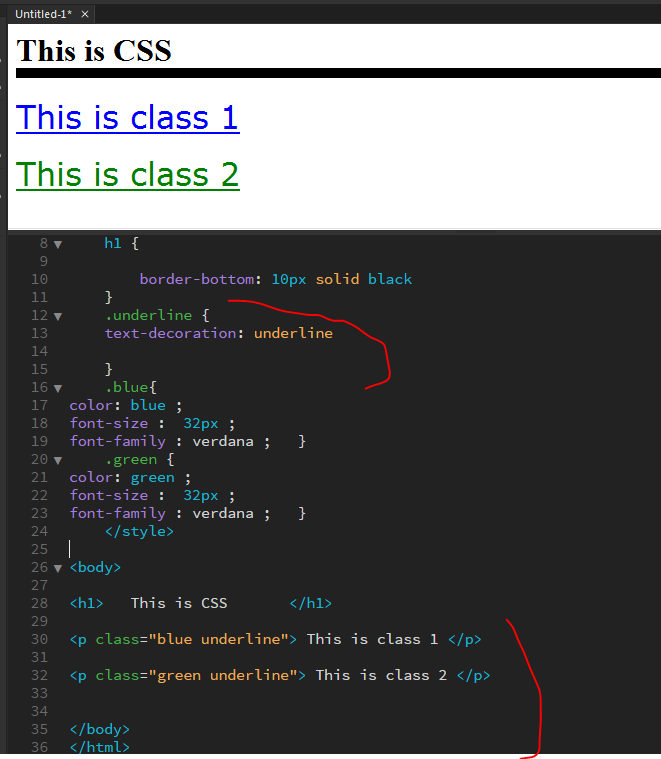 Untitled-1* ×
This is CSS
This is class 1
This is class 2
8 ▼ h1 {
9
10 border-bottom: 10px solid black
11 }
12 ▼ .underline {
13 text-decoration: underline
14
15 }
16 ▼ .blue{
17 color: blue ;
18 font-size :  32px ;
19 font-family : verdana ;   }
20 ▼ .green {
21 color: green ;
22 font-size :  32px ;
23 font-family : verdana ;   }
24 </style>
25
26 ▼ <body>
27
28 <h1>   This is CSS       </h1>
29
30 <p class="blue underline"> This is class 1 </p>
31
32 <p class="green underline"> This is class 2 </p>
33
34
35 </body>
36 </html>